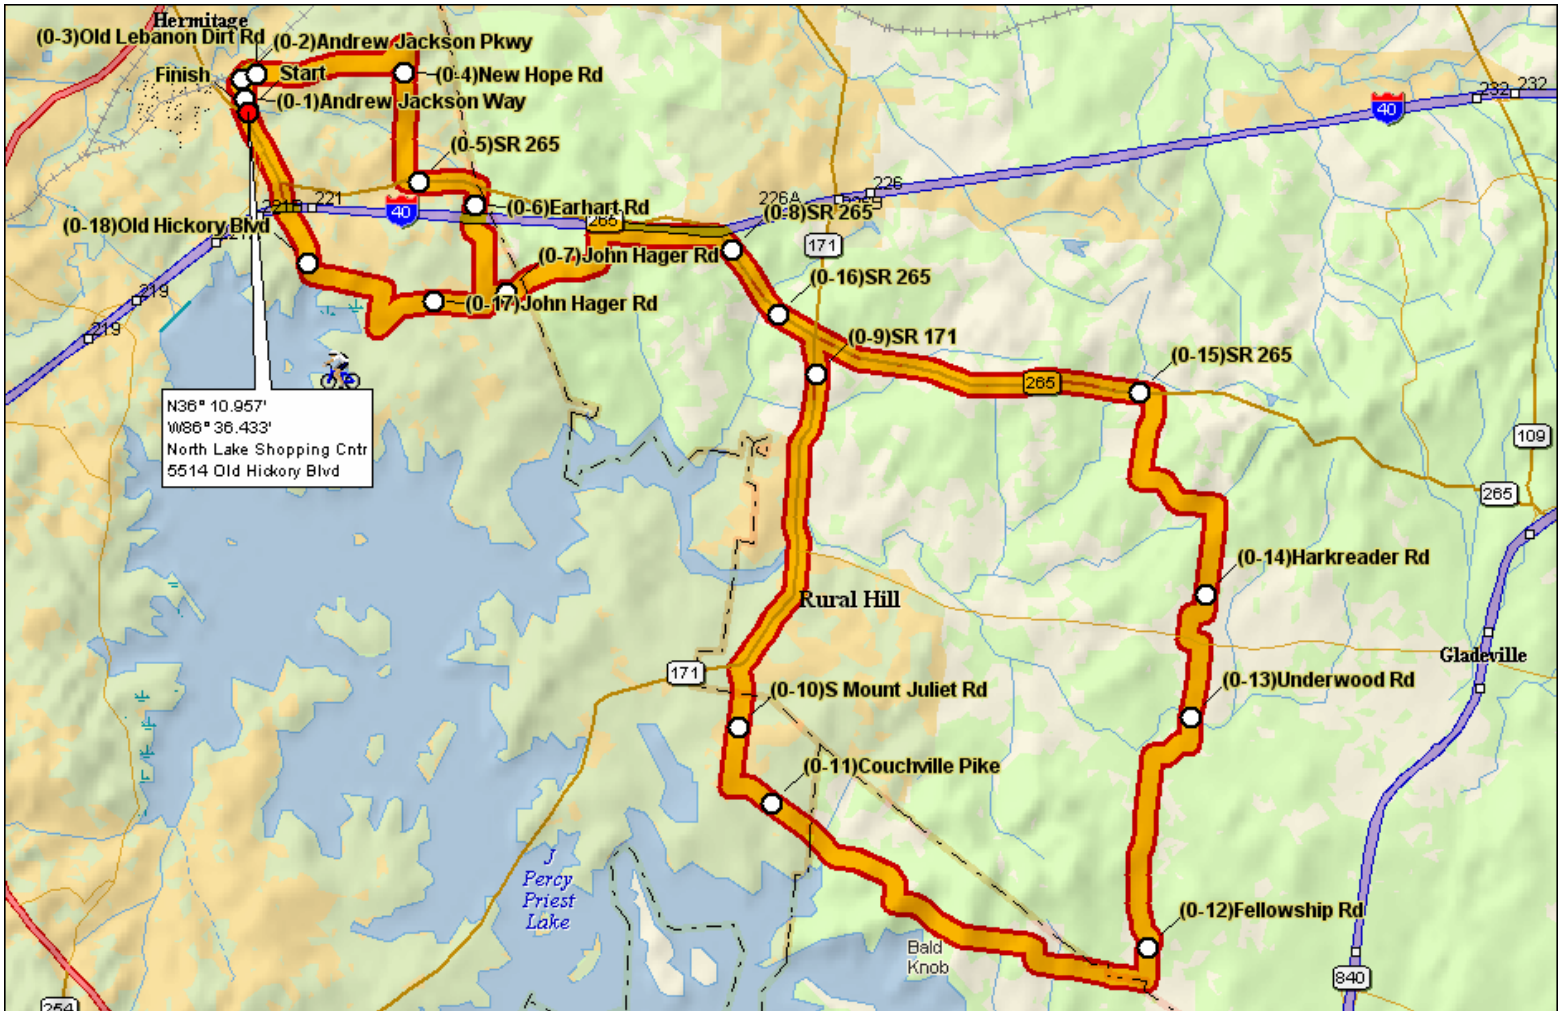 Hermitage
(0-3)Old Lebanon Dirt Rd
(0-2)Andrew Jackson Pkwy
Finish
Start
(0-4)New Hope Rd
(0-1)Andrew Jackson Way
232
232
40
(0-5)SR 265
226
226A
221
40
(0-6)Earhart Rd
265
(0-8)SR 265
(0-18)Old Hickory Blvd
171
(0-7)John Hager Rd
(0-16)SR 265
219
(0-17)John Hager Rd
219
(0-9)SR 171
(0-15)SR 265
265
N36° 10.957'
W86° 36.433'
North Lake Shopping Cntr
5514 Old Hickory Blvd
109
265
(0-14)Harkreader Rd
Rural Hill
Gladeville
171
(0-13)Underwood Rd
(0-10)S Mount Juliet Rd
(0-11)Couchville Pike
J
Percy
Priest
Lake
(0-12)Fellowship Rd
Bald
Knob
840
254